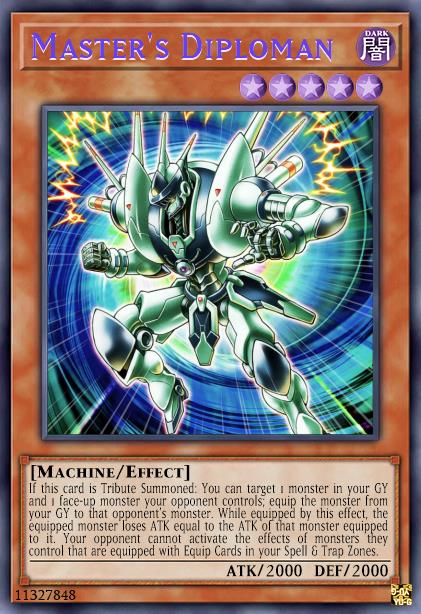 MASTER'S DIPLOMAN
DARK
闇
[MACHINE/EFFECT]
If this card is Tribute Summoned: You can target 1 monster in your GY
and 1 face-up monster your opponent controls; equip the monster from
your GY to that opponent's monster. While equipped by this effect, the
equipped monster loses ATK equal to the ATK of that monster equipped
to it. Your opponent cannot activate the effects of monsters they
control that are equipped with Equip Cards in your Spell & Trap Zones.
ATK/2000 DEF/2000
11327848